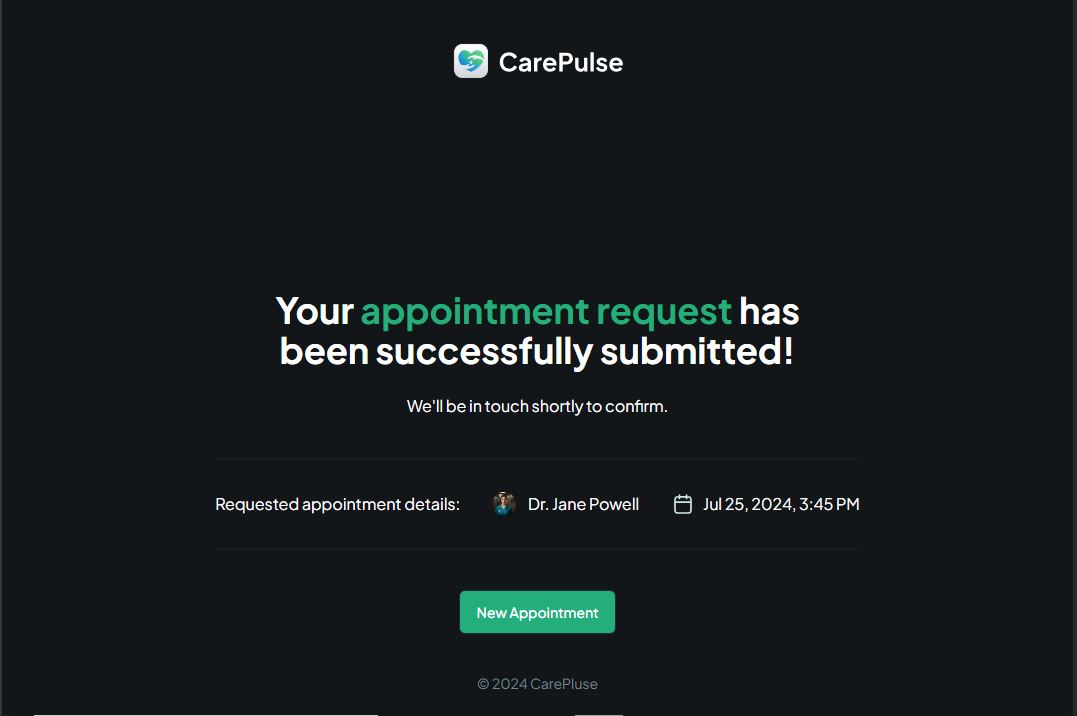 CarePulse
Your appointment request has
been successfully submitted!
We'll be in touch shortly to confirm.
Requested appointment details: Dr. Jane Powell Jul 25, 2024, 3:45 PM
New Appointment
© 2024 CarePluse